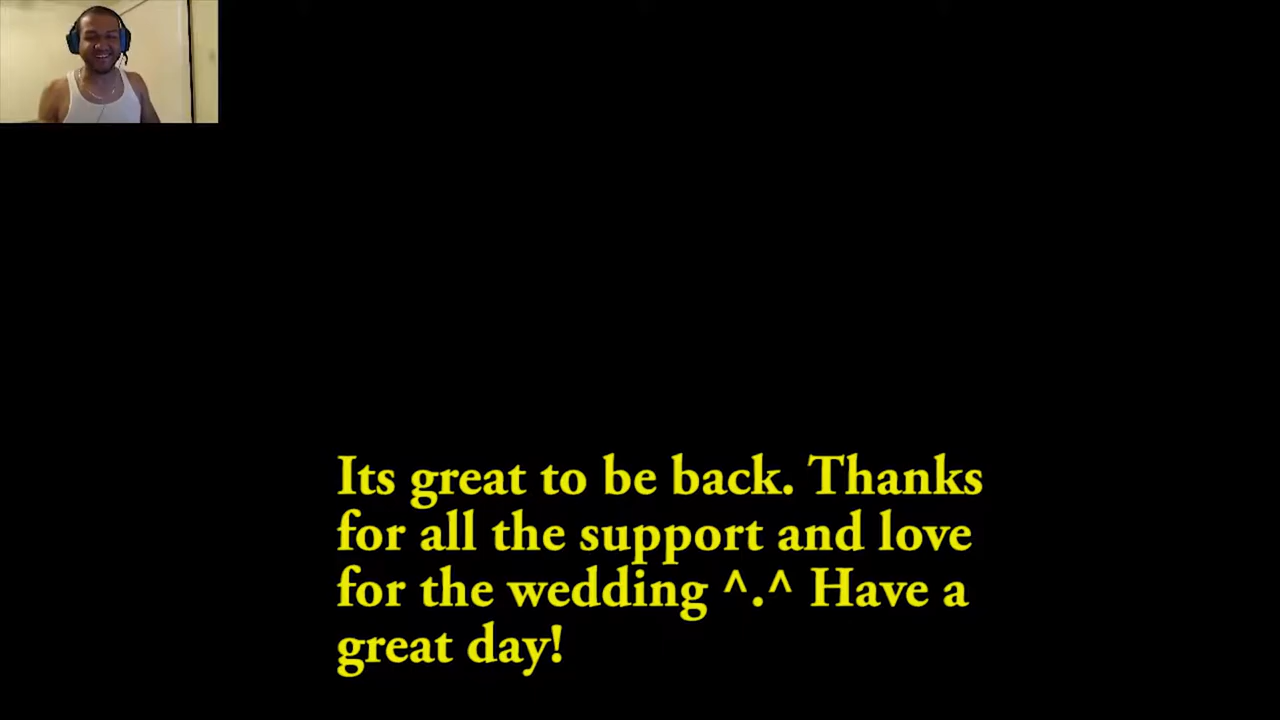 Its great to be back. Thanks
for all the support and love
for the wedding ^.^ Have a
great day!